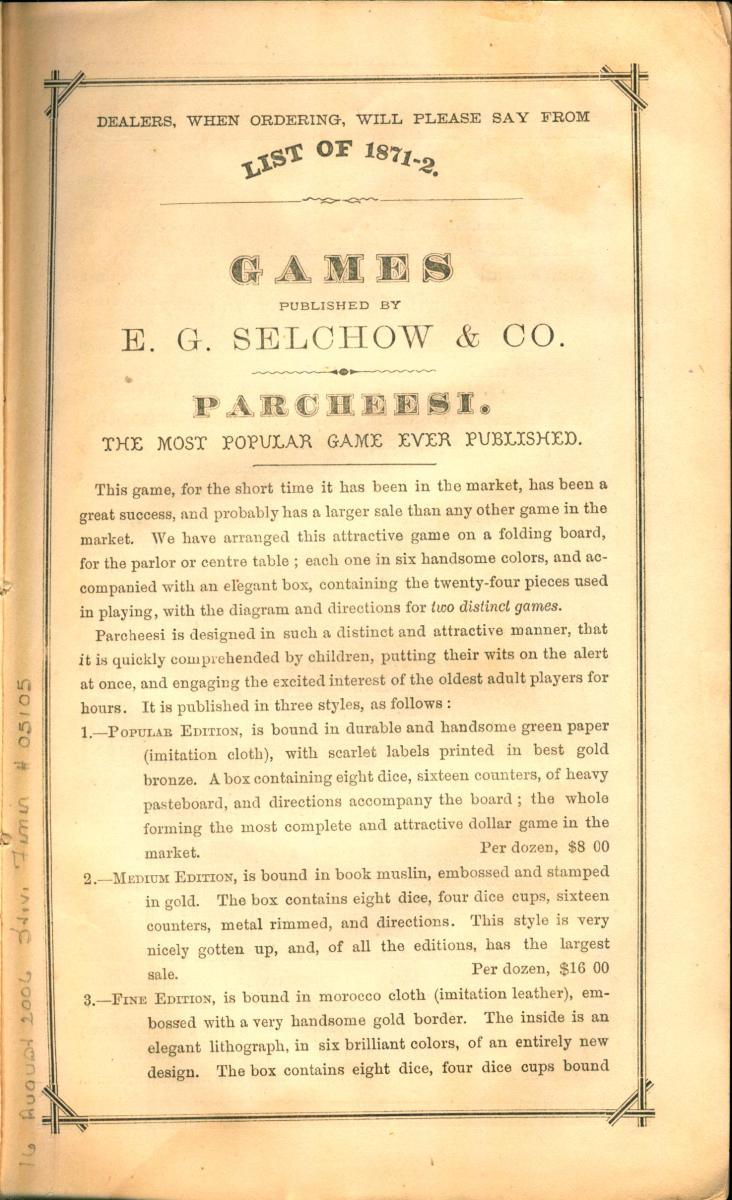 DEALERS, WHEN ORDERING, WILL PLEASE SAY FROM
LIST OF 1871-2.
GAMES
PUBLISHED BY
E. G. SELCHOW & CO.
PARCHEESI.
THE MOST POPULAR GAME EVER PUBLISHED.
This game, for the short time it has been in the market, has been a
great success, and probably has a larger sale than any other game in the
market. We have arranged this attractive game on a folding board,
for the parlor or centre table ; each one in six handsome colors, and ac-
companied with an elegant box, containing the twenty-four pieces used
in playing, with the diagram and directions for two distinct games.
Parcheesi is designed in such a distinct and attractive manner, that
it is quickly comprehended by children, putting their wits on the alert
at once, and engaging the excited interest of the oldest adult players for
hours. It is published in three styles, as follows :
1.—POPULAR EDITION, is bound in durable and handsome green paper
(imitation cloth), with scarlet labels printed in best gold
bronze. A box containing eight dice, sixteen counters, of heavy
pasteboard, and directions accompany the board ; the whole
forming the most complete and attractive dollar game in the
market. Per dozen, $8 00
2.—MEDIUM EDITION, is bound in book muslin, embossed and stamped
in gold. The box contains eight dice, four dice cups, sixteen
counters, metal rimmed, and directions. This style is very
nicely gotten up, and, of all the editions, has the largest
sale. Per dozen, $16 00
3.—FINE EDITION, is bound in morocco cloth (imitation leather), em-
bossed with a very handsome gold border. The inside is an
elegant lithograph, in six brilliant colors, of an entirely new
design. The box contains eight dice, four dice cups bound
16 AUGUST 2006 # 05105